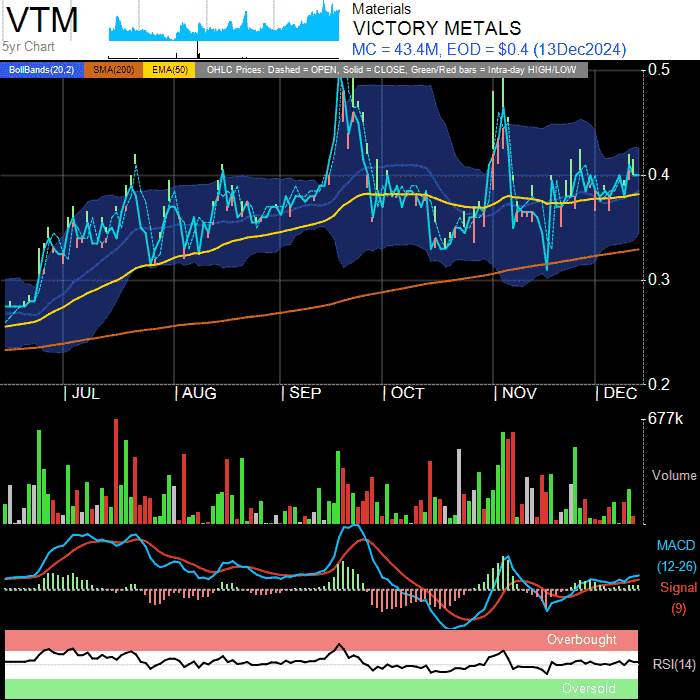 VTM
5yr Chart
Materials
VICTORY METALS
MC = 43.4M, EOD = $0.4 (13Dec2024)
BollBands(20,2) SMA(200) EMA(50) OHLC Prices: Dashed = OPEN, Solid = CLOSE, Green/Red bars = Intra-day HIGH/LOW
0.5
0.4
0.3
0.2
JUL AUG SEP OCT NOV DEC
677k
Volume
MACD
(12-26)
Signal
(9)
Overbought
RSI(14)
Oversold